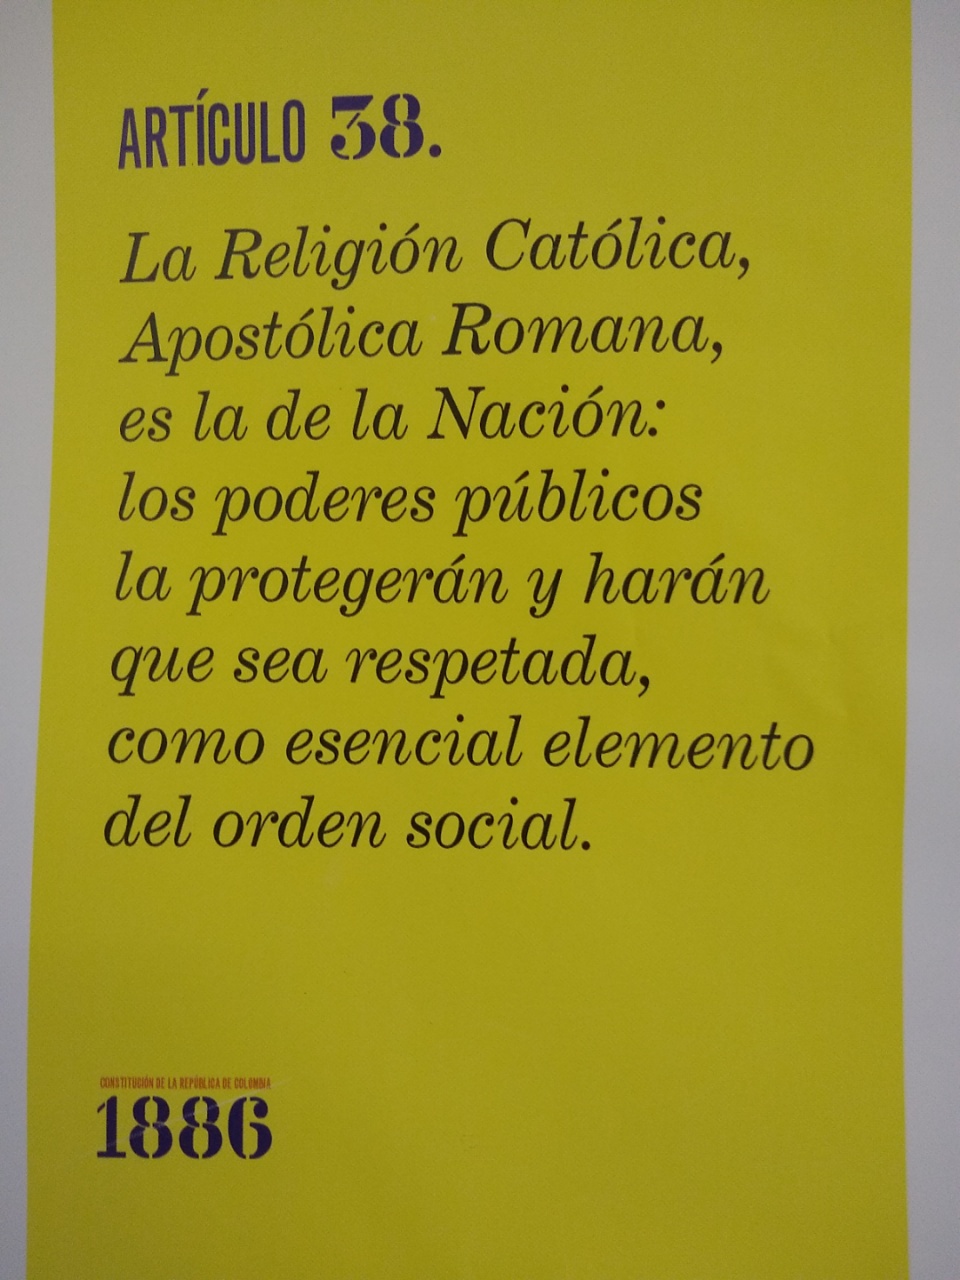 ARTÍCULO 38.
La Religión Católica,
Apostólica Romana,
es la de la Nación:
los poderes públicos
la protegerán y harán
que sea respetada,
como esencial elemento
del orden social.
CONSTITUCIÓN DE LA REPÚBLICA DE COLOMBIA
1886